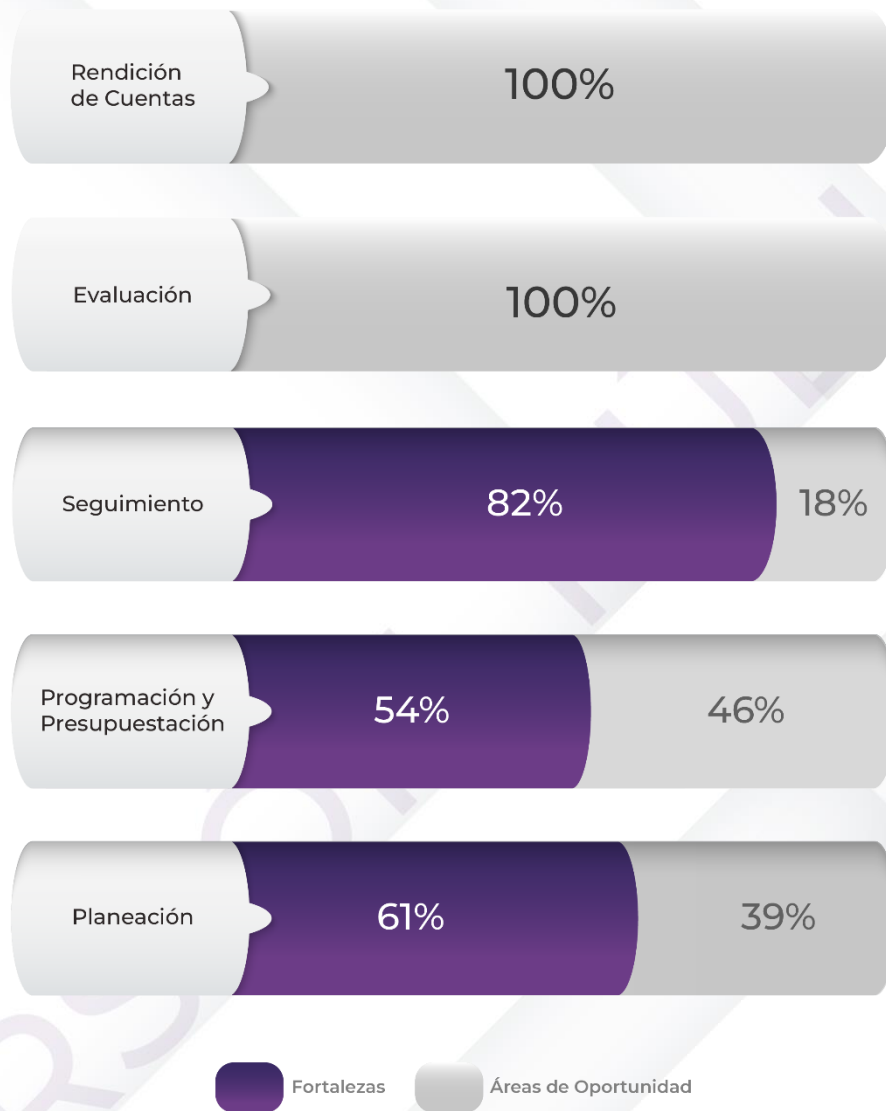 Rendición
de Cuentas
100%
Evaluación
100%
Seguimiento
82%
18%
Programación y
Presupuestación
54%
46%
Planeación
61%
39%
Fortalezas
Áreas de Oportunidad